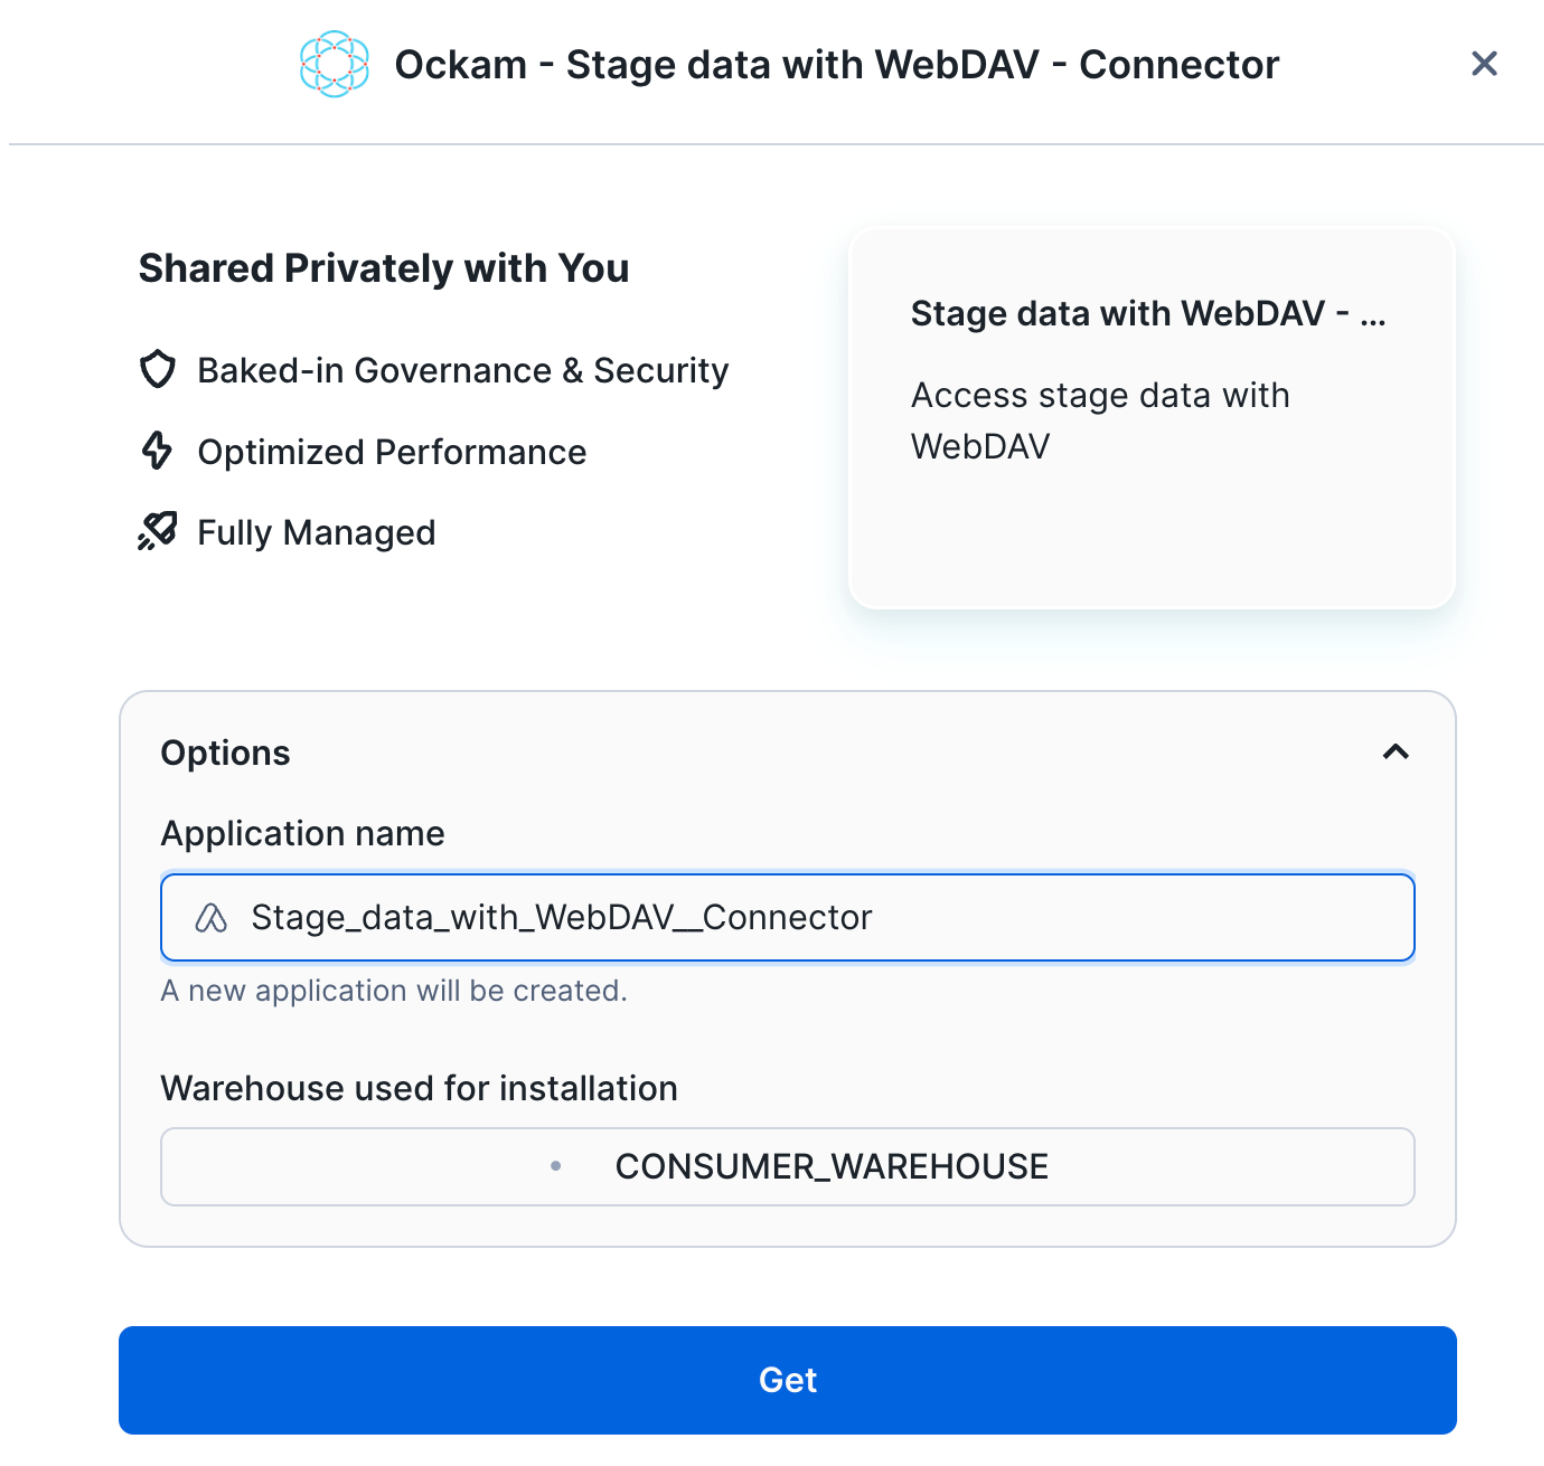 Ockam - Stage data with WebDAV - Connector
Shared Privately with You
Baked-in Governance & Security
Optimized Performance
Fully Managed
Stage data with WebDAV - ...
Access stage data with
WebDAV
Options
Application name
Stage_data_with_WebDAV__Connector
A new application will be created.
Warehouse used for installation
CONSUMER_WAREHOUSE
Get